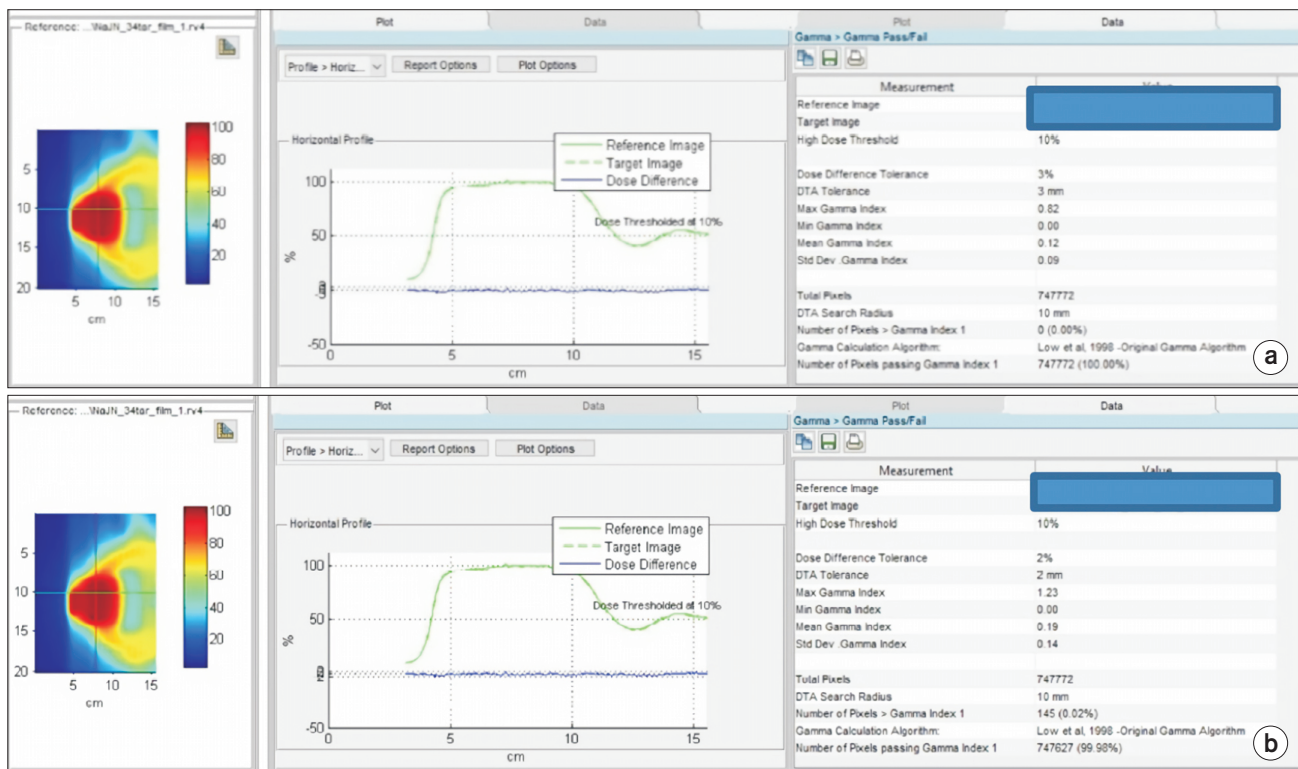 Reference: ...\NaJN_34tar_film_1.rv4
100
80
60
40
20
5
10
15
20
5 10 15
cm
Plot Data
Profile > Horiz... Report Options Plot Options
Horizontal Profile
Reference Image
Target Image
Dose Difference
Dose Thresholded at 10%
100
50
-50
%
0 5 10 15
cm
Plot Data
Gamma > Gamma Pass/Fail
Measurement Value
Reference Image
Target Image
High Dose Threshold 10%
Dose Difference Tolerance 3%
DTA Tolerance 3 mm
Max Gamma Index 0.82
Min Gamma Index 0.00
Mean Gamma Index 0.12
Std Dev .Gamma Index 0.09
Total Pixels 747772
DTA Search Radius 10 mm
Number of Pixels > Gamma Index 1 0 (0.00%)
Gamma Calculation Algorithm: Low et al, 1998 -Original Gamma Algorithm
Number of Pixels passing Gamma Index 1 747772 (100.00%)
a
Reference: ...\NaJN_34tar_film_1.rv4
100
80
60
40
20
5
10
15
20
5 10 15
cm
Plot Data
Profile > Horiz... Report Options Plot Options
Horizontal Profile
Reference Image
Target Image
Dose Difference
Dose Thresholded at 10%
100
50
-50
%
0 5 10 15
cm
Plot Data
Gamma > Gamma Pass/Fail
Measurement Value
Reference Image
Target Image
High Dose Threshold 10%
Dose Difference Tolerance 2%
DTA Tolerance 2 mm
Max Gamma Index 1.23
Min Gamma Index 0.00
Mean Gamma Index 0.19
Std Dev .Gamma Index 0.14
Total Pixels 747772
DTA Search Radius 10 mm
Number of Pixels > Gamma Index 1 145 (0.02%)
Gamma Calculation Algorithm: Low et al, 1998 -Original Gamma Algorithm
Number of Pixels passing Gamma Index 1 747627 (99.98%)
b